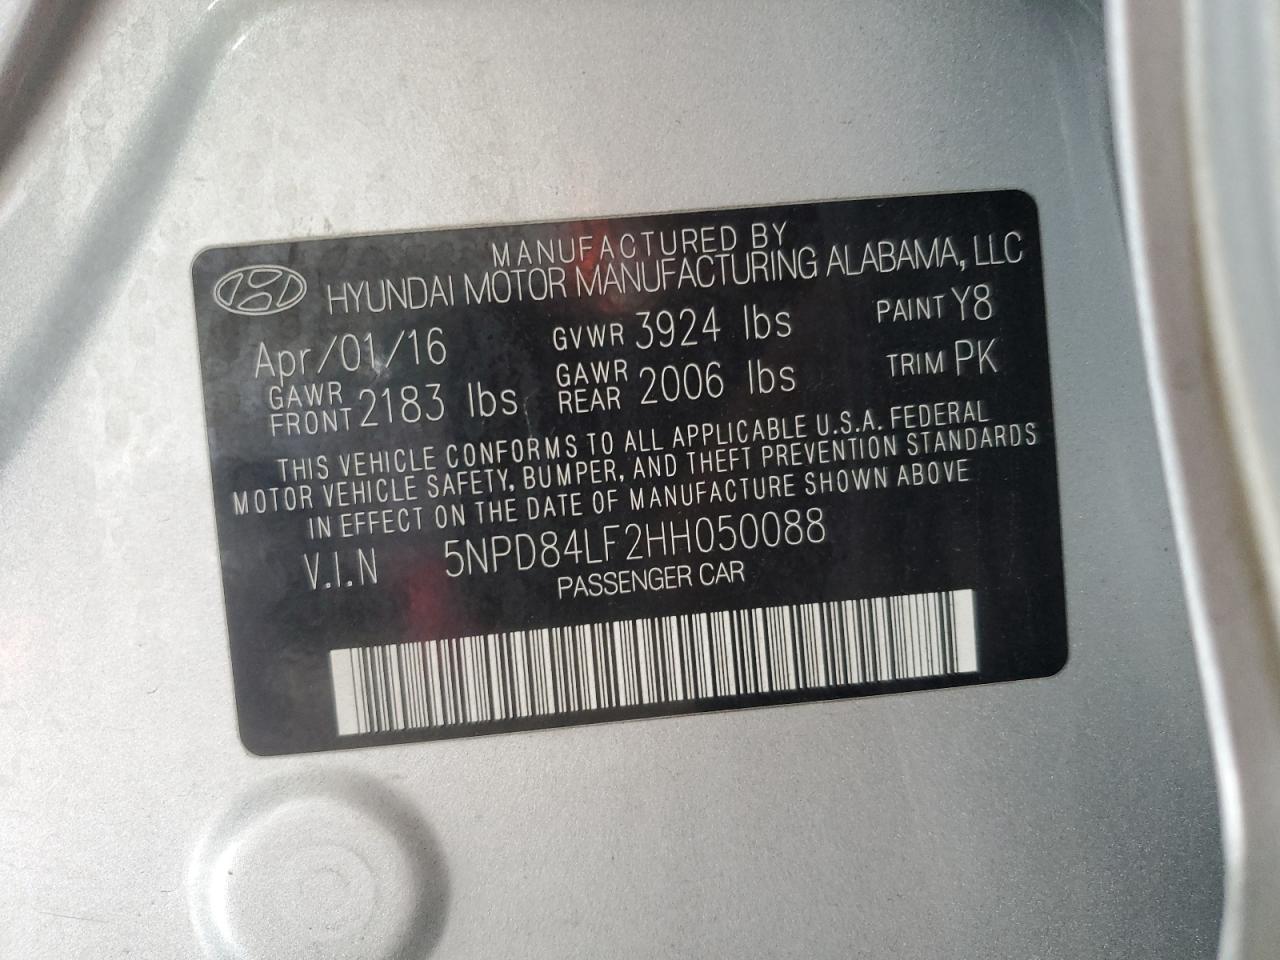 MANUFACTURED BY
HYUNDAI MOTOR MANUFACTURING ALABAMA, LLC
Apr/01/16 GVWR 3924 lbs PAINT Y8
GAWR FRONT 2183 lbs GAWR REAR 2006 lbs TRIM PK
THIS VEHICLE CONFORMS TO ALL APPLICABLE U.S.A. FEDERAL
MOTOR VEHICLE SAFETY, BUMPER, AND THEFT PREVENTION STANDARDS
IN EFFECT ON THE DATE OF MANUFACTURE SHOWN ABOVE
V.I.N 5NPD84LF2HH050088
PASSENGER CAR